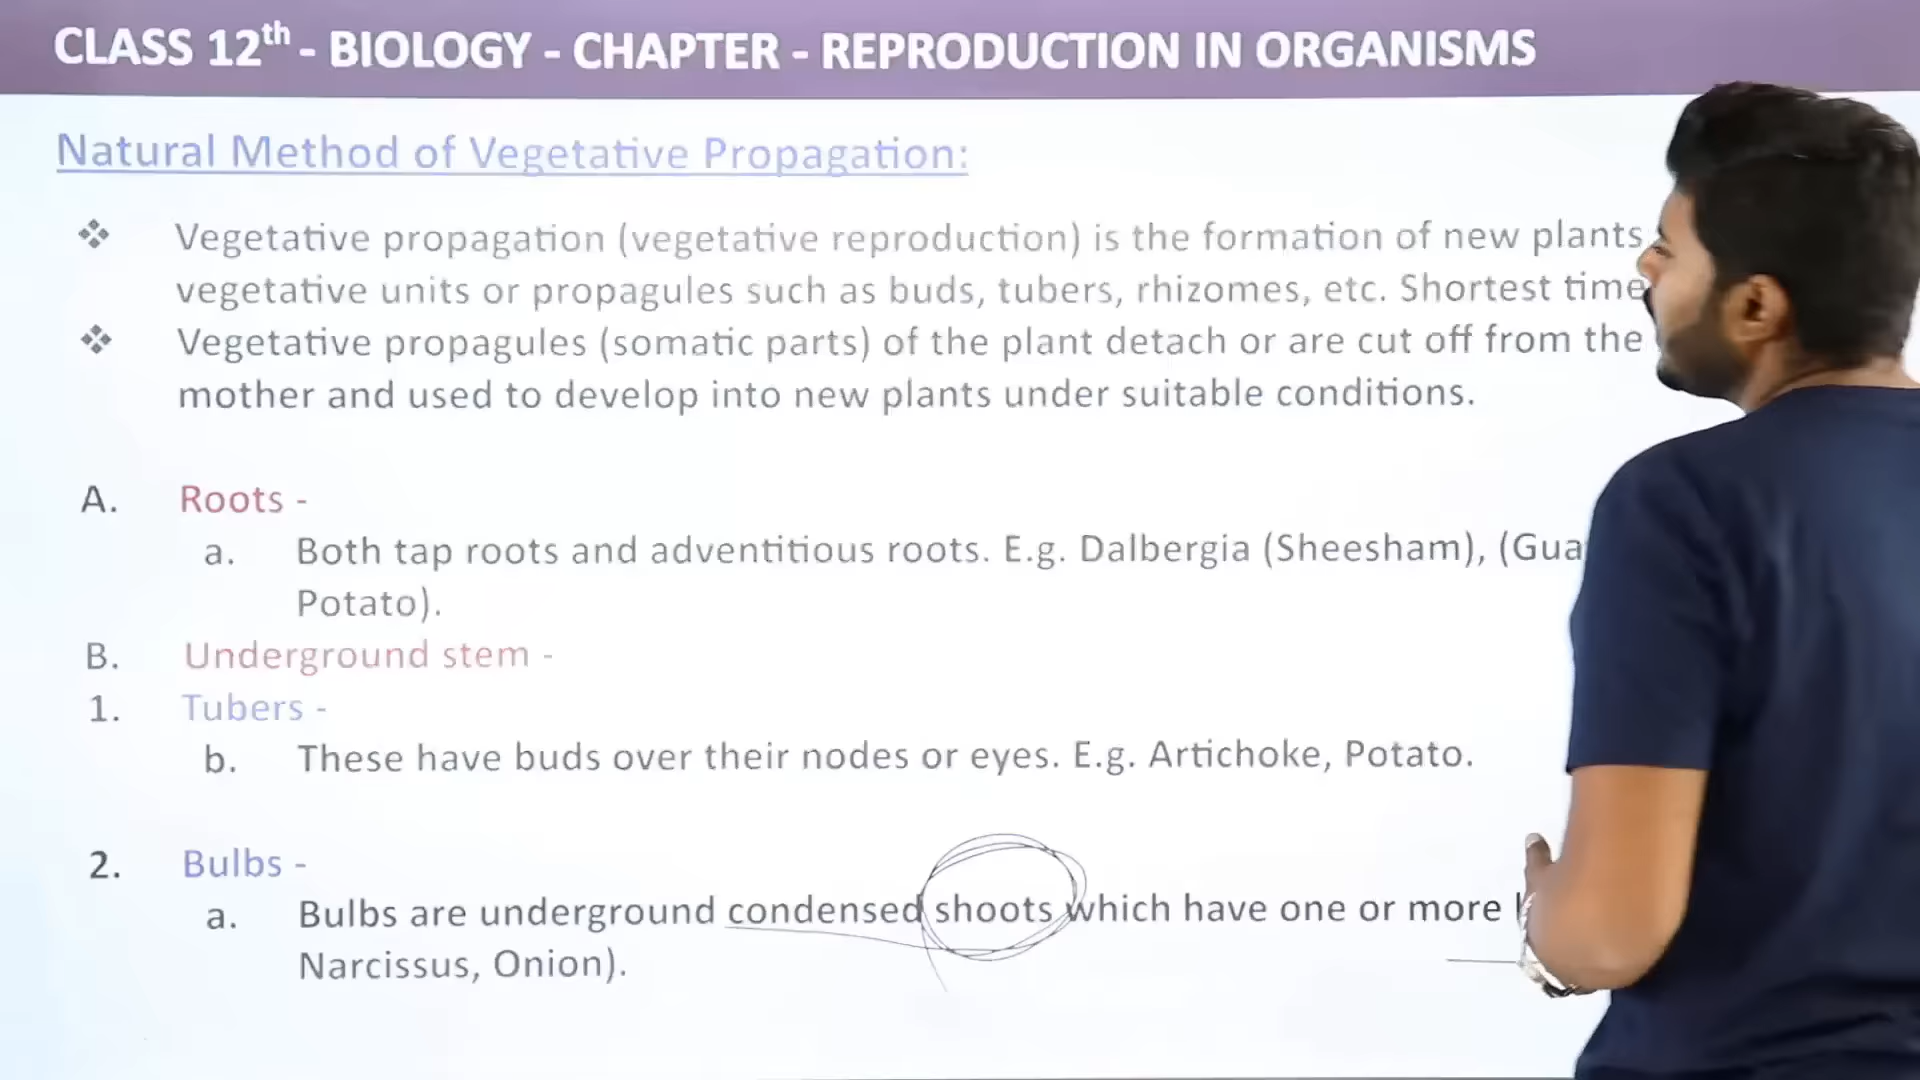 CLASS 12th - BIOLOGY - CHAPTER - REPRODUCTION IN ORGANISMS
Natural Method of Vegetative Propagation:
❖ Vegetative propagation (vegetative reproduction) is the formation of new plants
vegetative units or propagules such as buds, tubers, rhizomes, etc. Shortest time
❖ Vegetative propagules (somatic parts) of the plant detach or are cut off from the
mother and used to develop into new plants under suitable conditions.
A. Roots -
a. Both tap roots and adventitious roots. E.g. Dalbergia (Sheesham),
Potato).
B. Underground stem -
1. Tubers -
b. These have buds over their nodes or eyes. E.g. Artichoke, Potato.
2. Bulbs -
a. Bulbs are underground condensed shoots which have one or more
Narcissus, Onion).